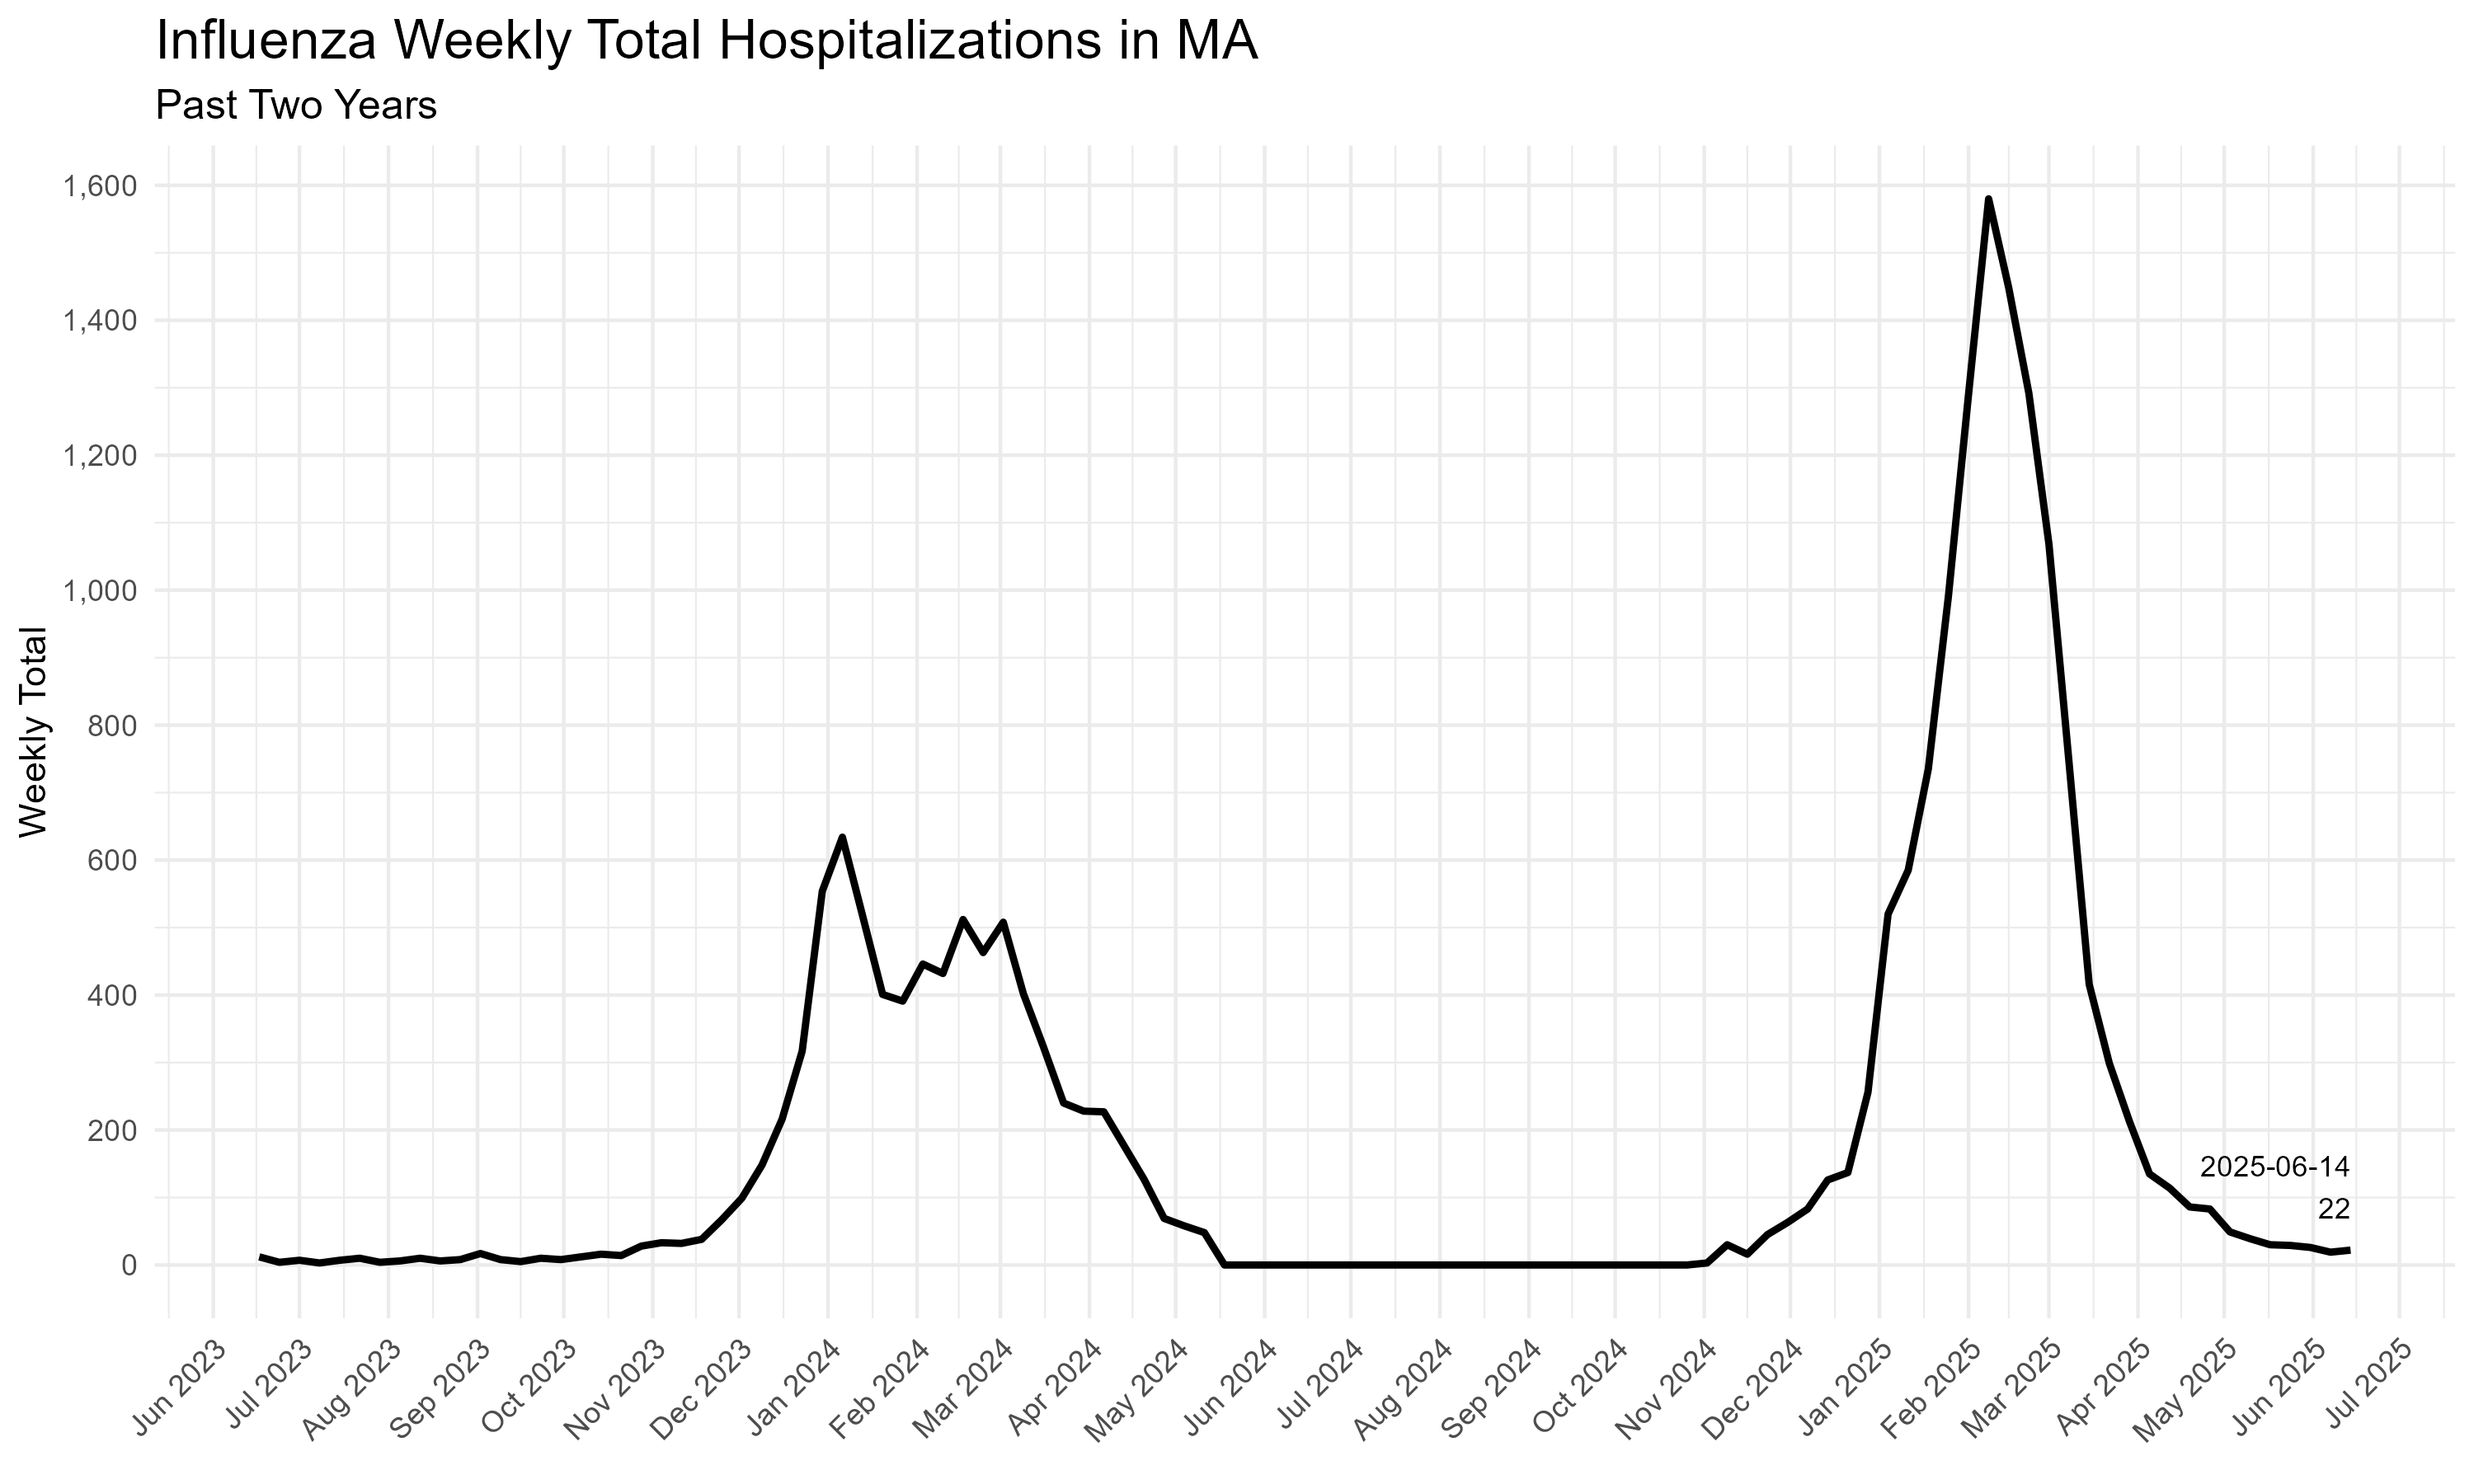 Influenza Weekly Total Hospitalizations in MA
Past Two Years
Weekly Total
1,600
1,400
1,200
1,000
800
600
400
200
0
2025-06-14
22
Jun 2023
Jul 2023
Aug 2023
Sep 2023
Oct 2023
Nov 2023
Dec 2023
Jan 2024
Feb 2024
Mar 2024
Apr 2024
May 2024
Jun 2024
Jul 2024
Aug 2024
Sep 2024
Oct 2024
Nov 2024
Dec 2024
Jan 2025
Feb 2025
Mar 2025
Apr 2025
May 2025
Jun 2025
Jul 2025